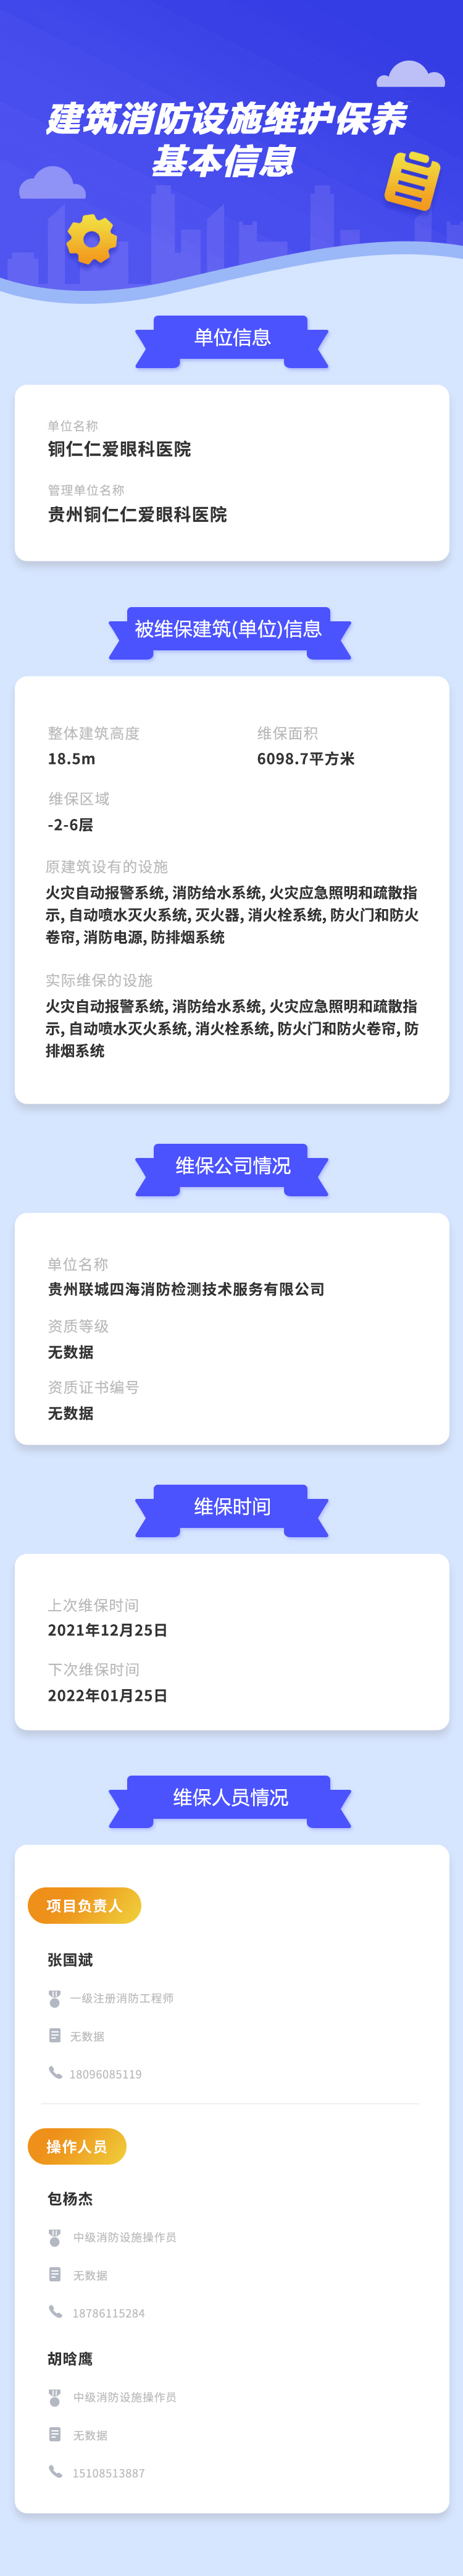 建筑消防设施维护保养
基本信息
单位信息
单位名称
铜仁仁爱眼科医院
管理单位名称
贵州铜仁仁爱眼科医院
被维保建筑(单位)信息
整体建筑高度 维保面积
18.5m 6098.7平方米
维保区域
-2-6层
原建筑设有的设施
火灾自动报警系统, 消防给水系统, 火灾应急照明和疏散指
示, 自动喷水灭火系统, 灭火器, 消火栓系统, 防火门和防火
卷帘, 消防电源, 防排烟系统
实际维保的设施
火灾自动报警系统, 消防给水系统, 火灾应急照明和疏散指
示, 自动喷水灭火系统, 消火栓系统, 防火门和防火卷帘, 防
排烟系统
维保公司情况
单位名称
贵州联城四海消防检测技术服务有限公司
资质等级
无数据
资质证书编号
无数据
维保时间
上次维保时间
2021年12月25日
下次维保时间
2022年01月25日
维保人员情况
项目负责人
张国斌
一级注册消防工程师
无数据
18096085119
操作人员
包杨杰
中级消防设施操作员
无数据
18786115284
胡晗鹰
中级消防设施操作员
无数据
15108513887